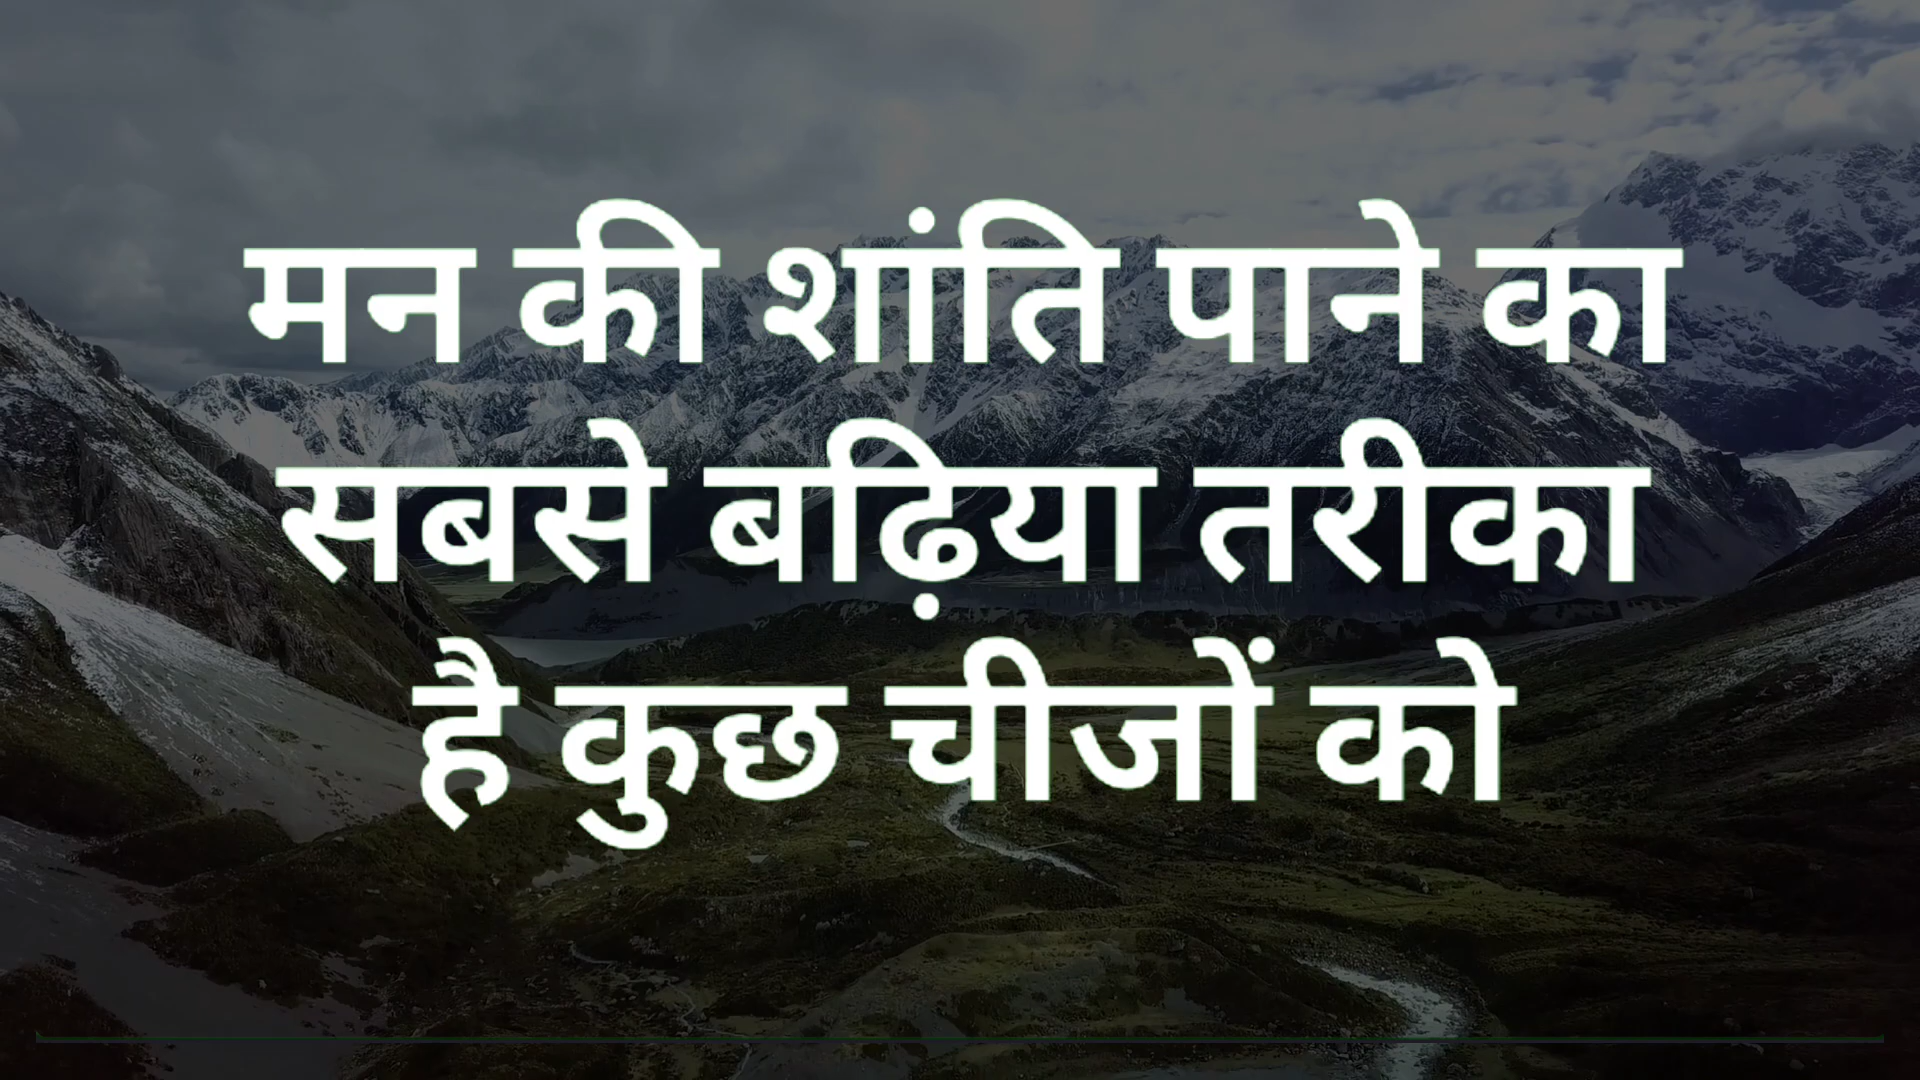 मन की शांति पाने का
सबसे बढ़िया तरीका
है कुछ चीजों को